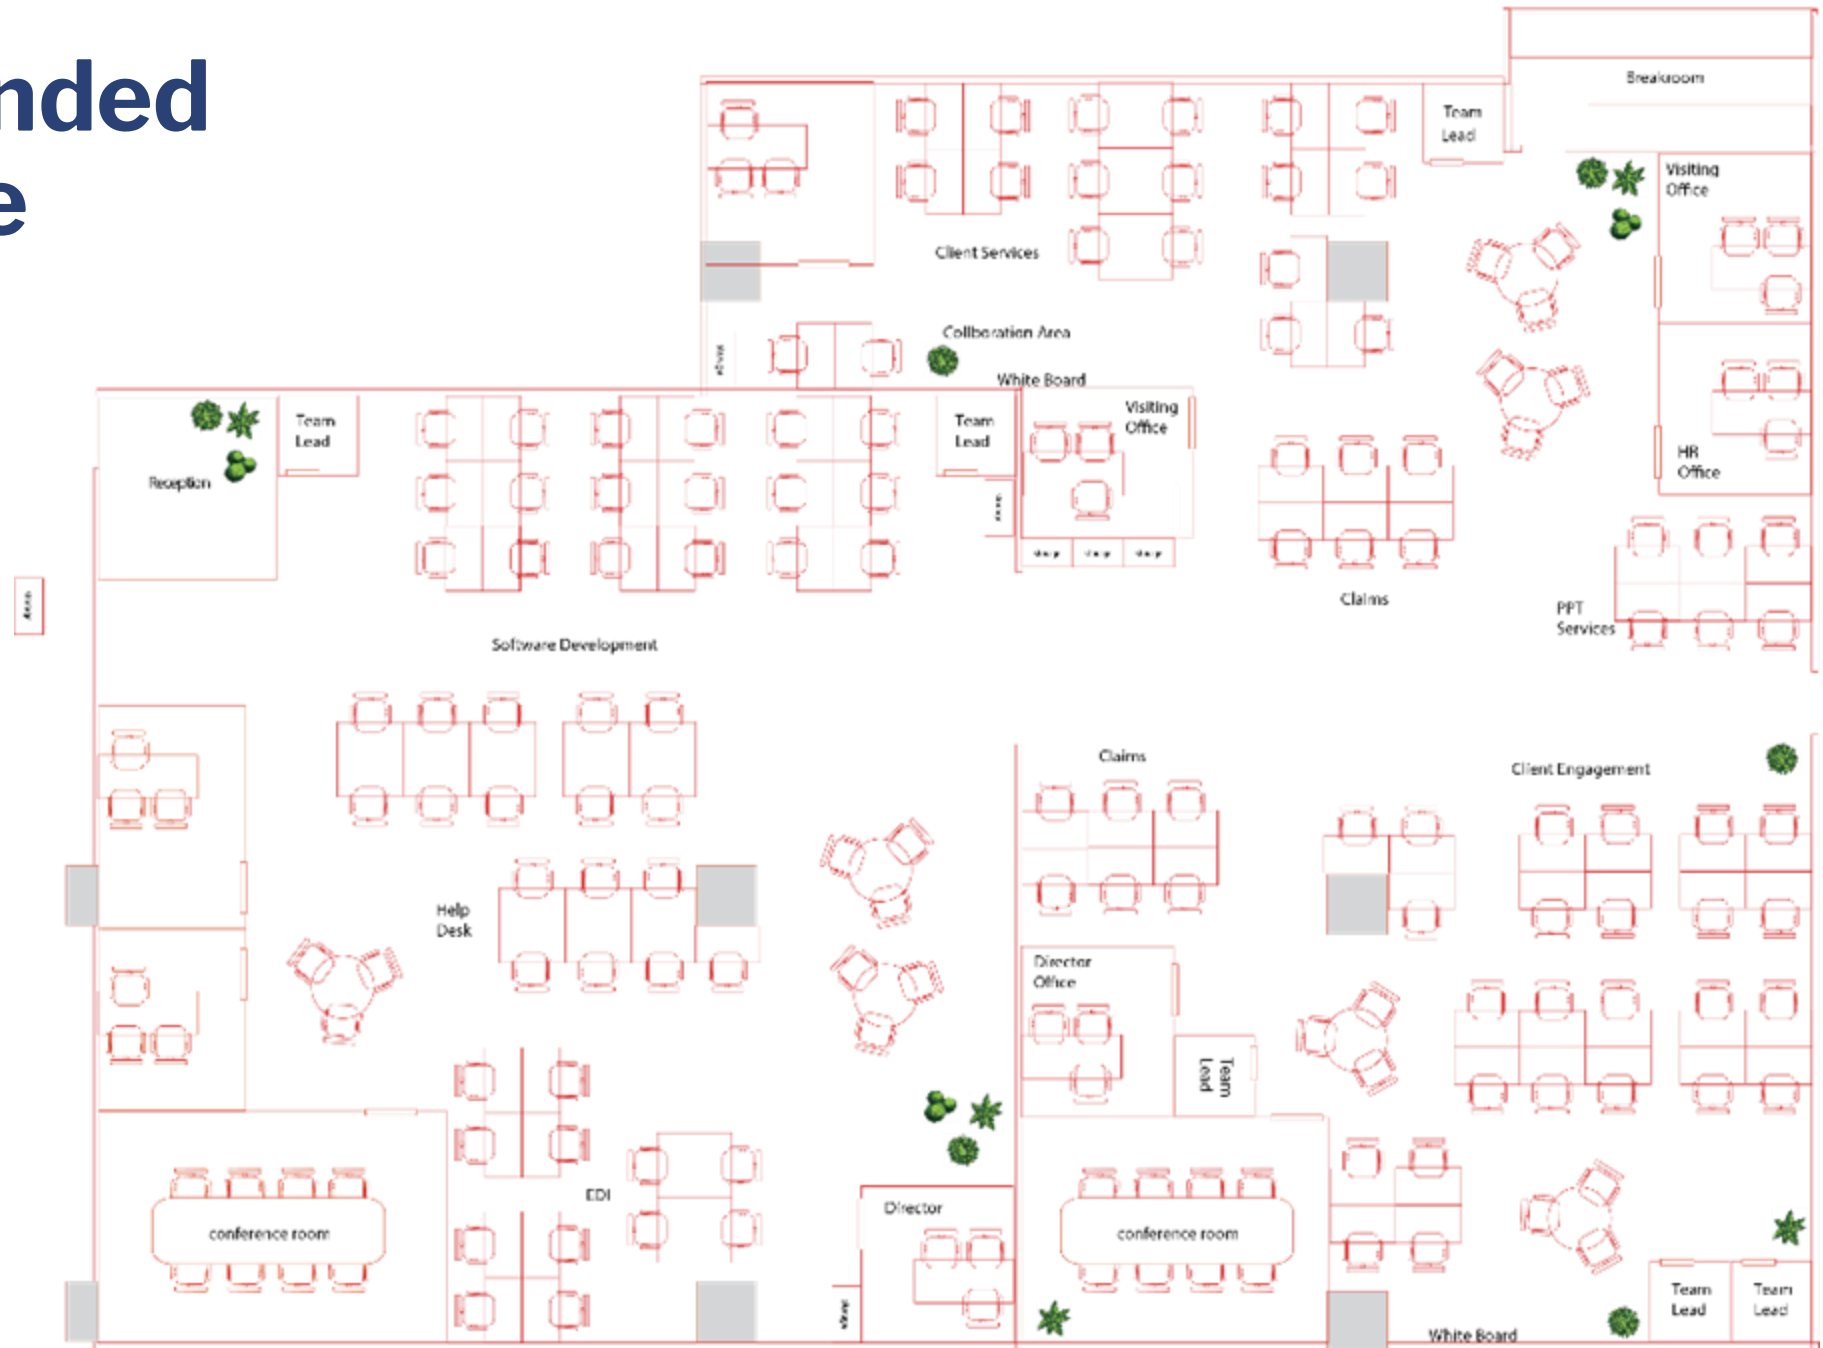 nded
e
Breakroom
Team
Lead
Visiting
Office
Client Services
Collboration Area
White Board
Visiting
Office
Team
Lead
Team
Lead
Reception
HR
Office
Claims
PPT
Services
Software Development
Claims
Client Engagement
Help
Desk
Director
Office
Team
Lead
EDI
Director
conference room
conference room
Team
Lead
Team
Lead
White Board